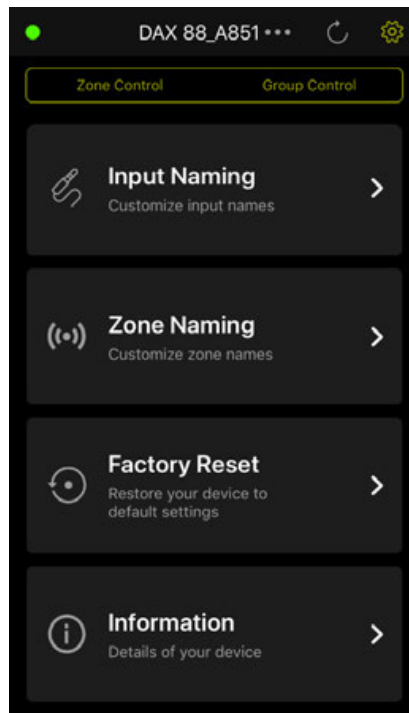 DAX 88_A851•••
Zone Control Group Control
Input Naming
Customize input names
Zone Naming
Customize zone names
Factory Reset
Restore your device to
default settings
Information
Details of your device